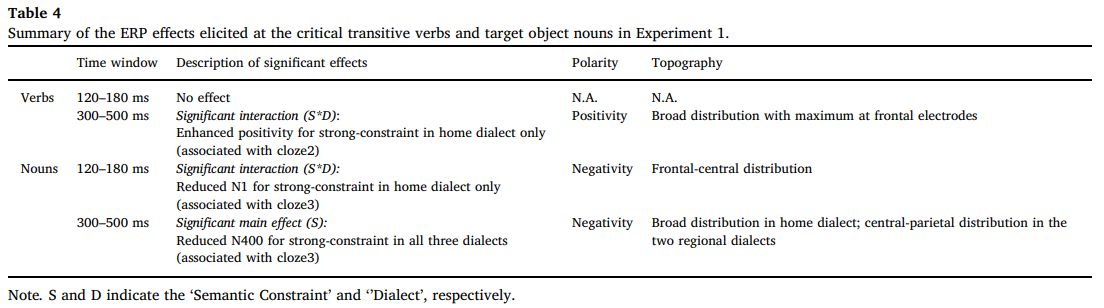 Table 4
Summary of the ERP effects elicited at the critical transitive verbs and target object nouns in Experiment 1.
Time window Description of significant effects Polarity Topography
Verbs 120–180 ms No effect N.A. N.A.
300–500 ms Significant interaction (S*D): Positivity Broad distribution with maximum at frontal electrodes
Enhanced positivity for strong-constraint in home dialect only
(associated with cloze2)
Nouns 120–180 ms Significant interaction (S*D): Negativity Frontal-central distribution
Reduced N1 for strong-constraint in home dialect only
(associated with cloze3)
300–500 ms Significant main effect (S): Negativity Broad distribution in home dialect; central-parietal distribution in the
Reduced N400 for strong-constraint in all three dialects two regional dialects
(associated with cloze3)
Note. S and D indicate the ‘Semantic Constraint’ and ‘’Dialect’, respectively.